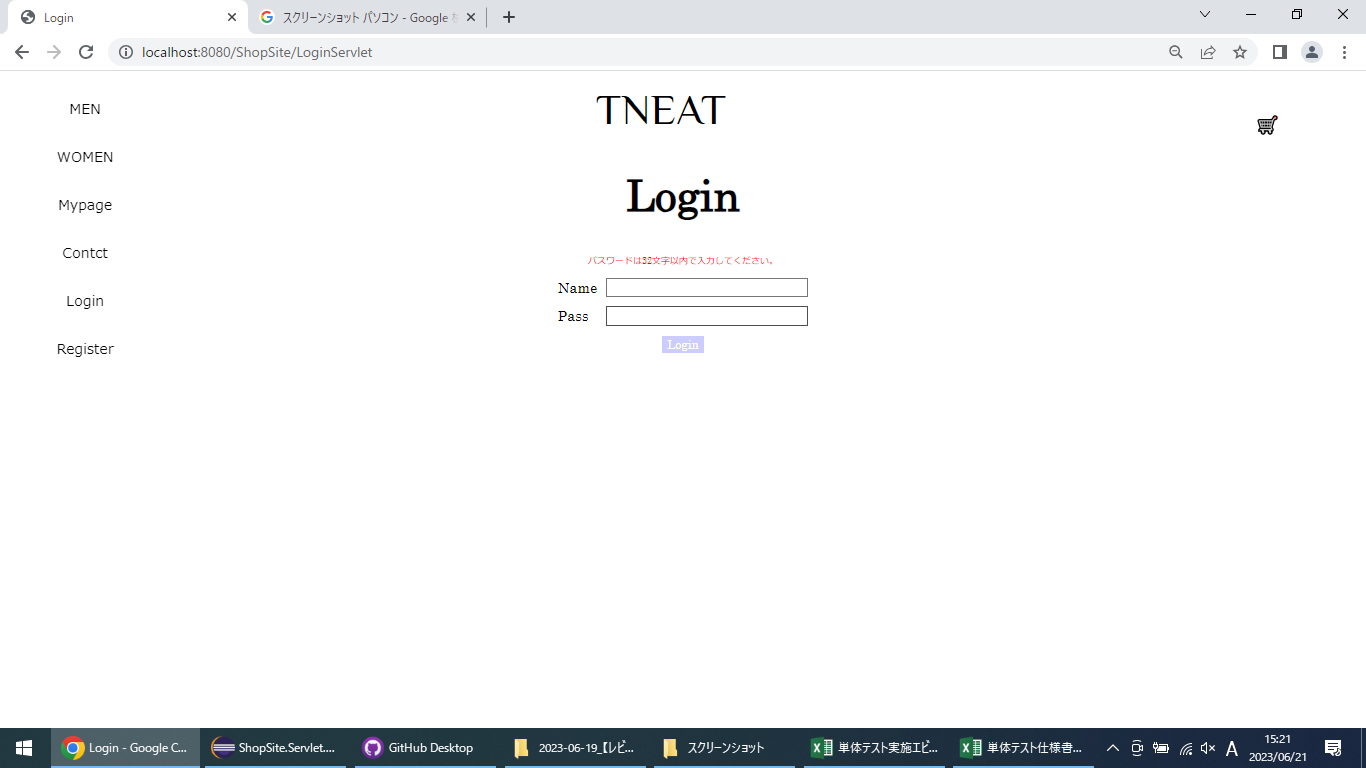 Login
スクリーンショット パソコン - Google
localhost:8080/ShopSite/LoginServlet
TNEAT
MEN
WOMEN
Mypage
Contct
Login
Register
Login
パスワードは32文字以内で入力してください。
Name
Pass
Login
Login - Google C...
ShopSite.Servlet....
GitHub Desktop
2023-06-19_【レビ...
スクリーンショット
単体テスト実施エビ...
単体テスト仕様書...
A
15:21
2023/06/21